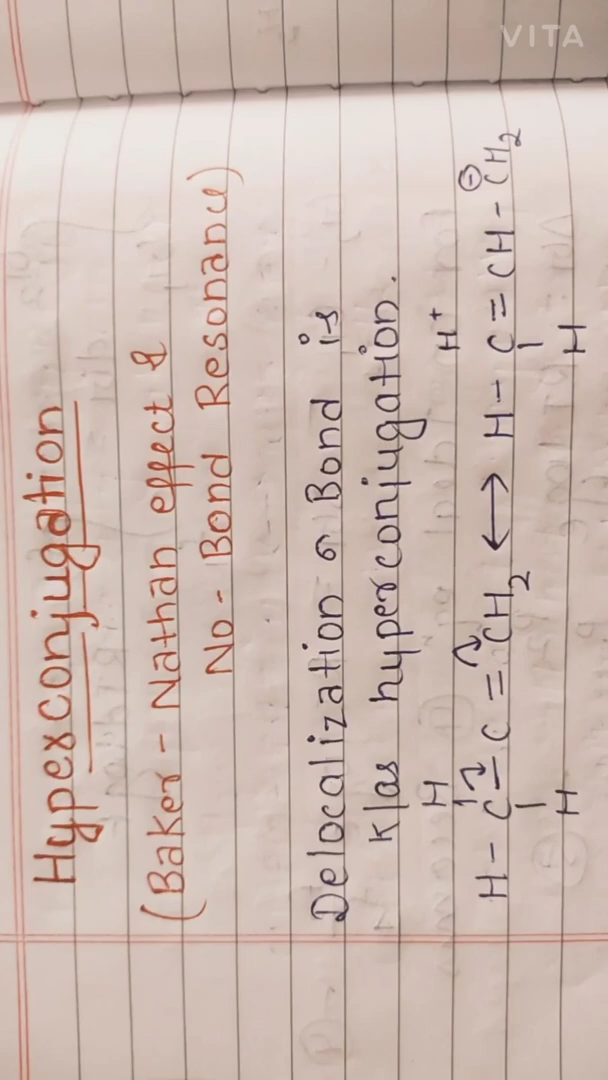 VITA
Hyperconjugation
(Baker - Nathan effect &
No - Bond Resonance)
Delocalization σ Bond is
k/as hyperconjugation.
H H⁺
H - C - C = CH₂ ↔ H - C = CH - CH₂⊖
H H